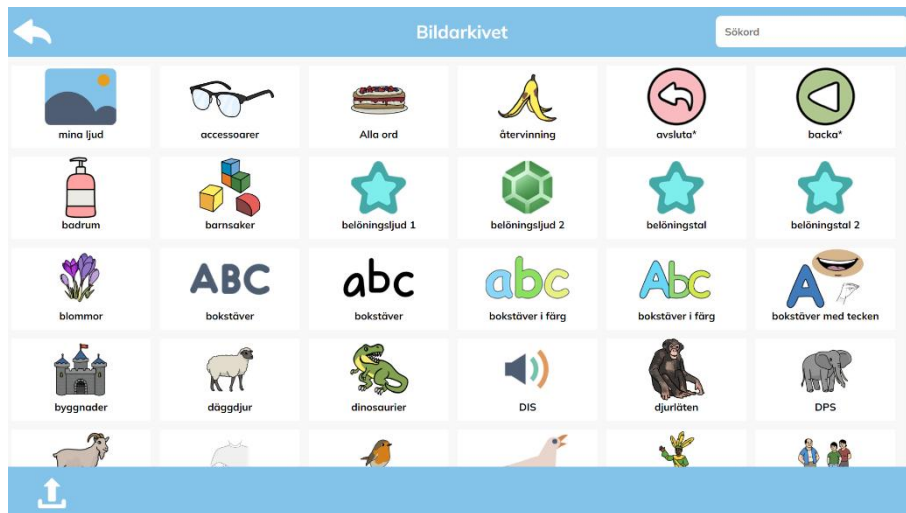 Bildarkivet
Sökord
mina ljud
accessoarer
Alla ord
återvinning
avsluta*
backa*
badrum
barnsaker
belöningsljud 1
belöningsljud 2
belöningstal
belöningstal 2
ABC
abc
abc
Abc
A
blommor
bokstäver
bokstäver
bokstäver i färg
bokstäver i färg
bokstäver med tecken
byggnader
däggdjur
dinosaurier
DIS
djurläten
DPS